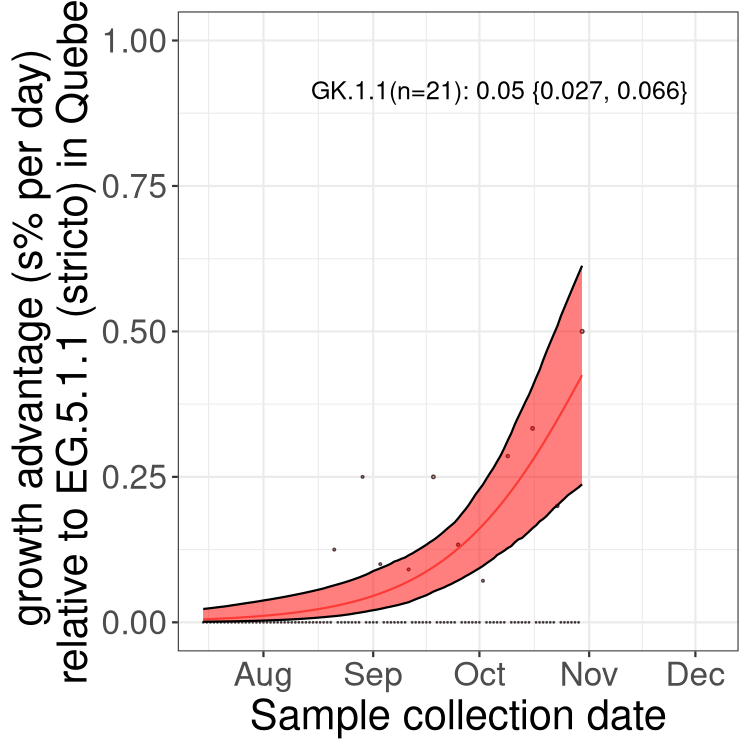 growth advantage (s% per day)
relative to EG.5.1.1 (stricto) in Quebe
1.00
0.75
0.50
0.25
0.00
GK.1.1(n=21): 0.05 {0.027, 0.066}
Aug Sep Oct Nov Dec
Sample collection date